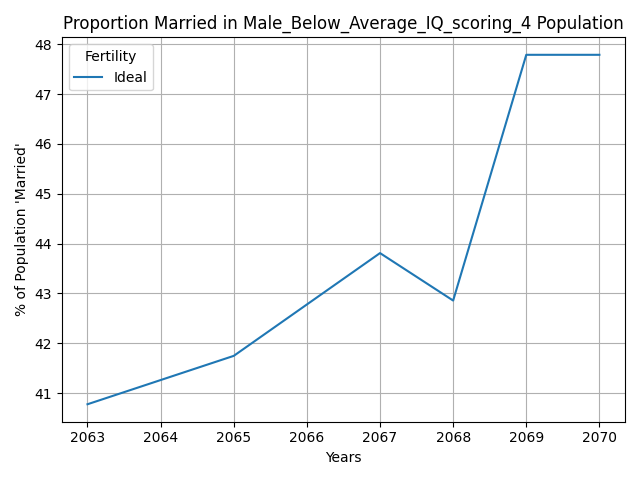 Proportion Married in Male_Below_Average_IQ_scoring_4 Population
48
47
46
45
44
43
42
41
% of Population 'Married'
Fertility
Ideal
2063 2064 2065 2066 2067 2068 2069 2070
Years